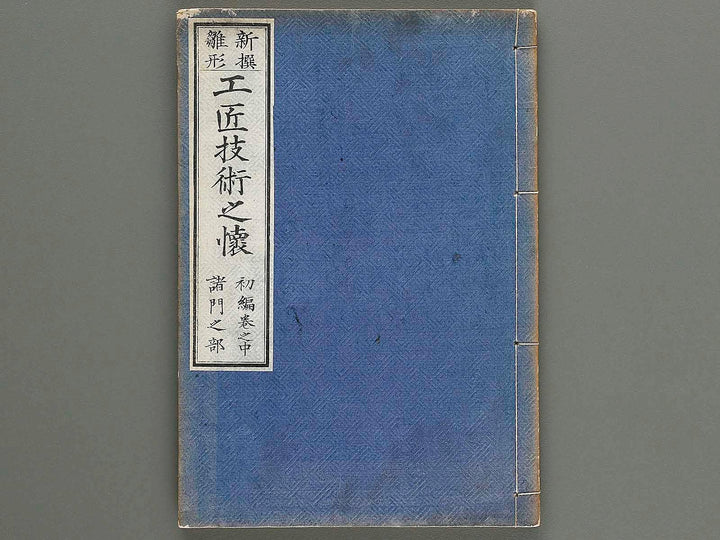 新撰
雛形
工匠技術之懐
初編巻之中
諸門之部